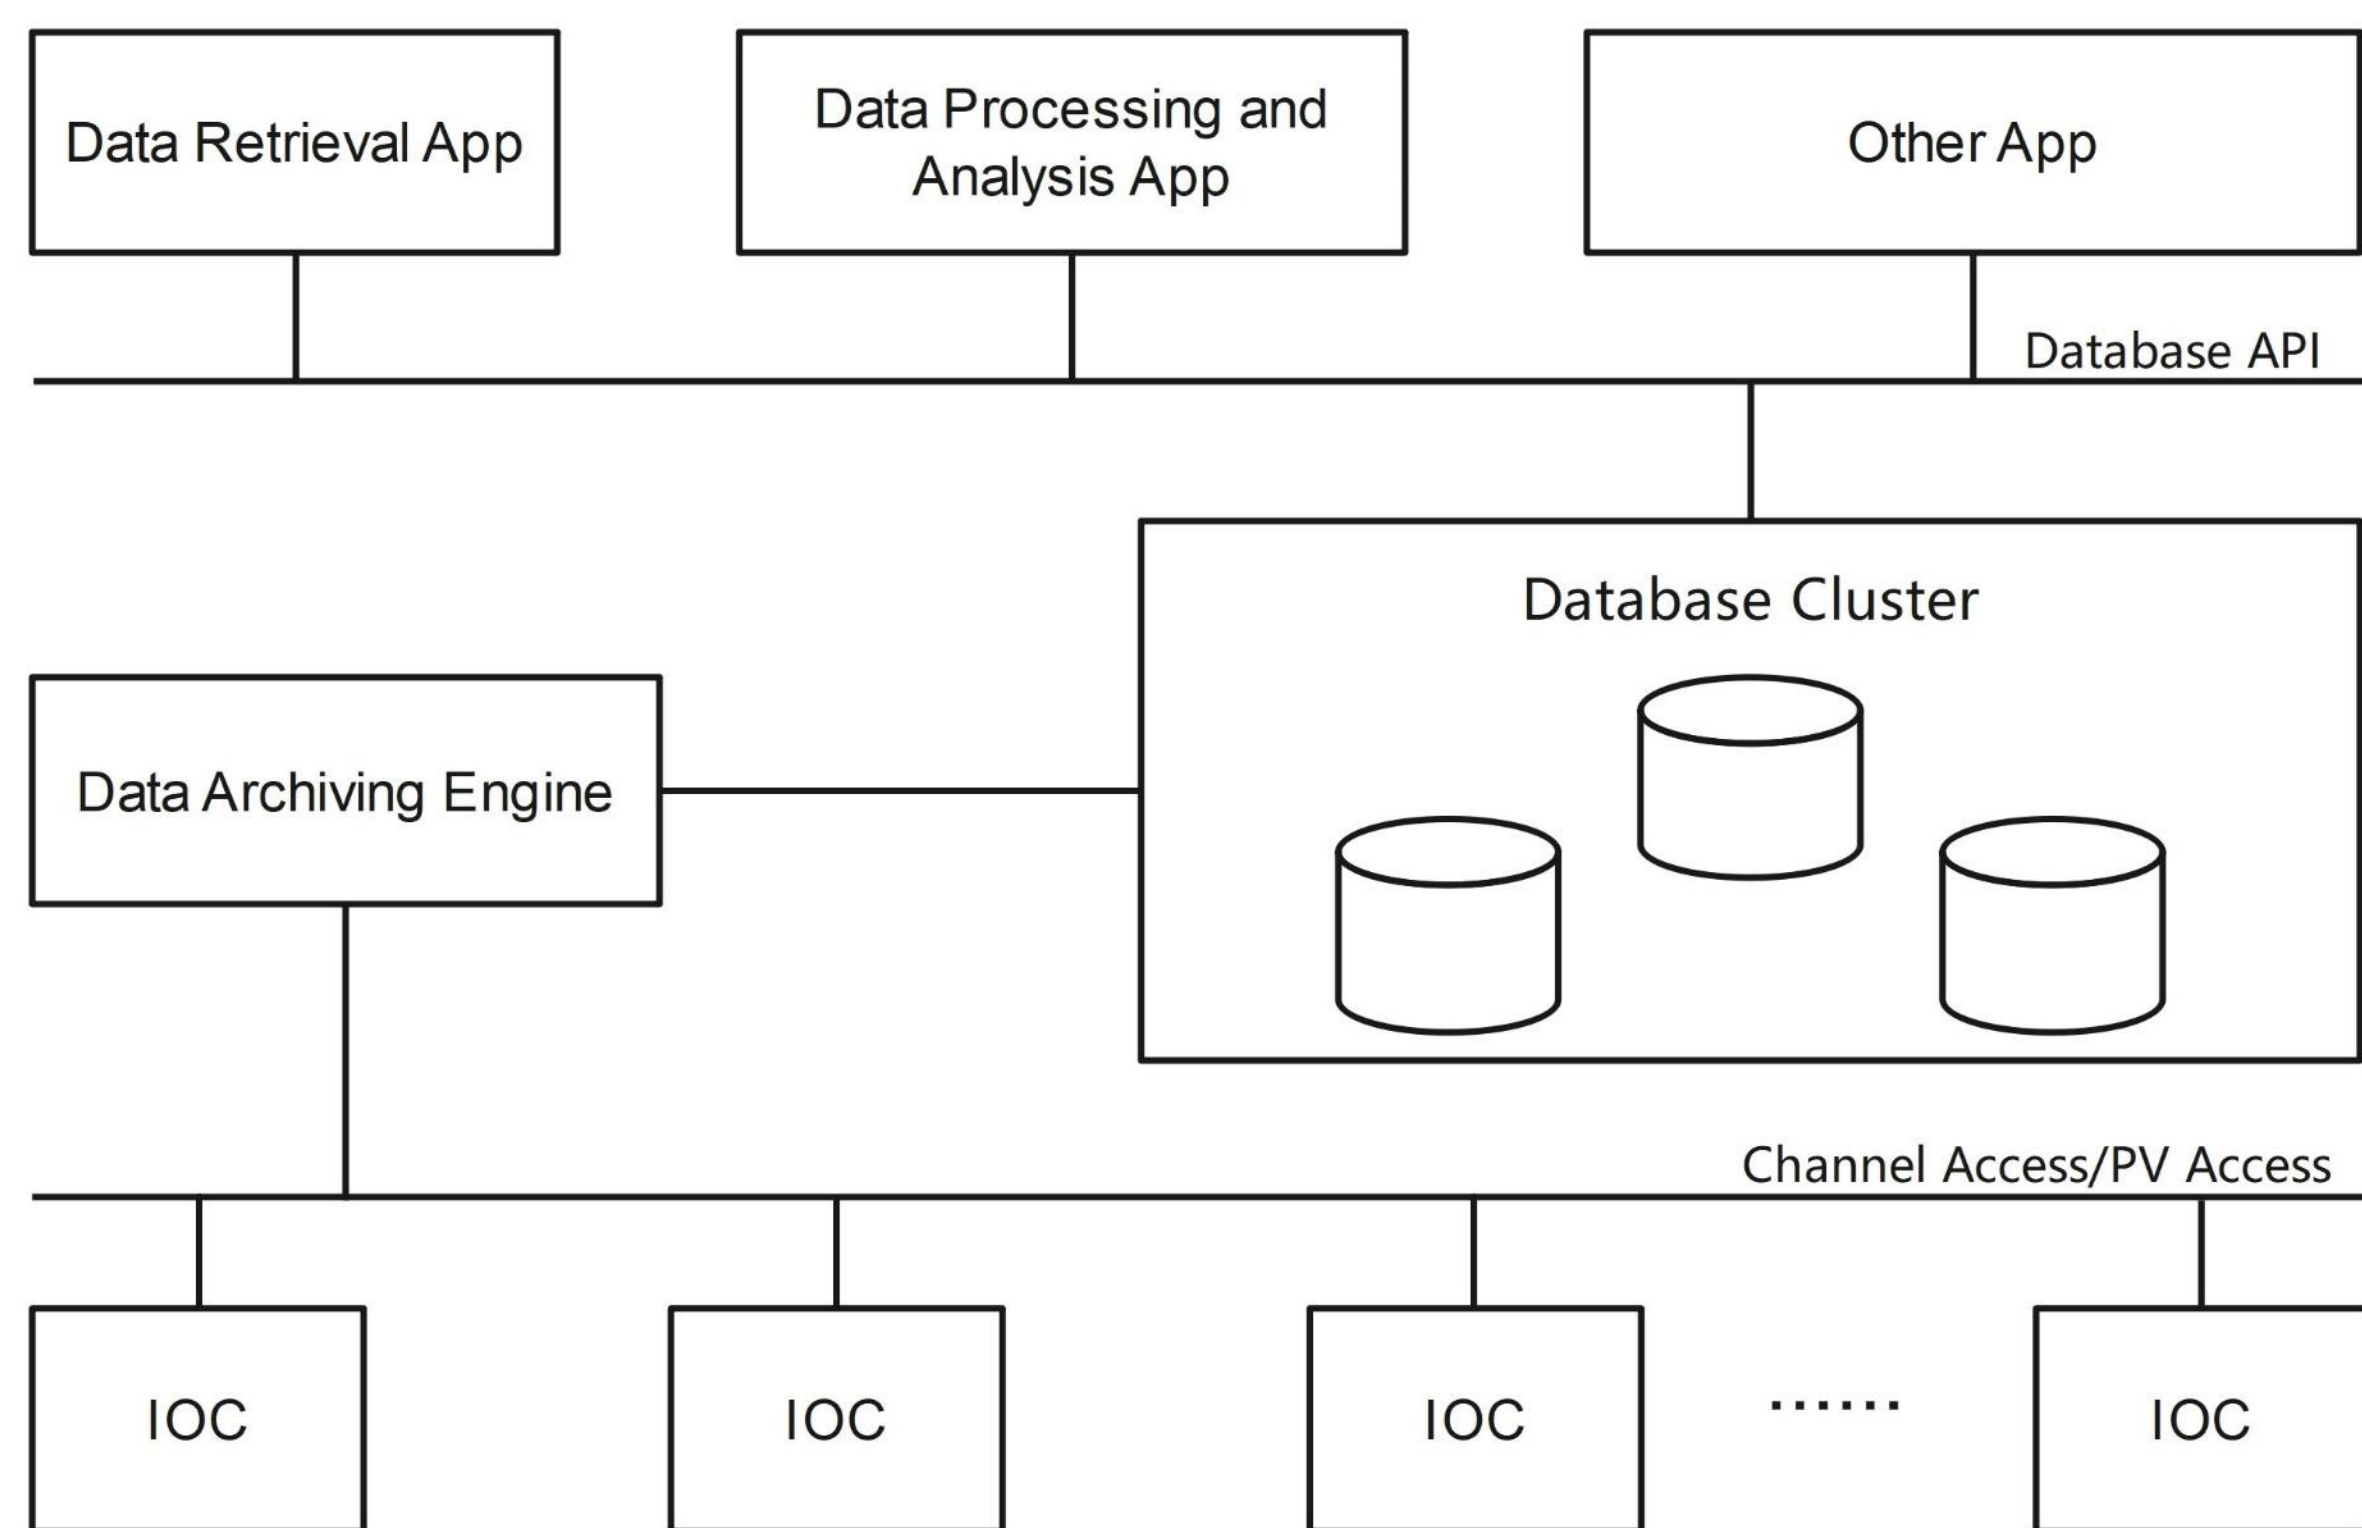 Data Retrieval App
Data Processing and
Analysis App
Other App
Database API
Database Cluster
Data Archiving Engine
Channel Access/PV Access
IOC
IOC
IOC
......
IOC